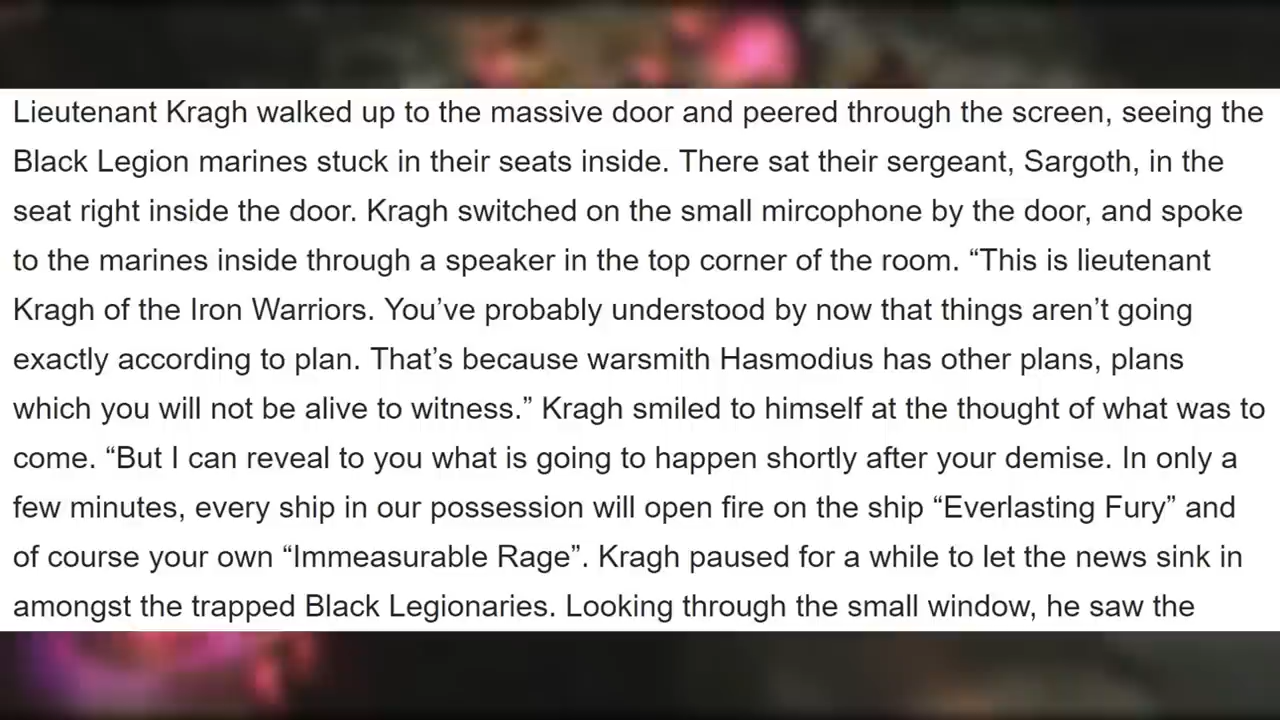 Lieutenant Kragh walked up to the massive door and peered through the screen, seeing the
Black Legion marines stuck in their seats inside. There sat their sergeant, Sargoth, in the
seat right inside the door. Kragh switched on the small mircophone by the door, and spoke
to the marines inside through a speaker in the top corner of the room. “This is lieutenant
Kragh of the Iron Warriors. You’ve probably understood by now that things aren’t going
exactly according to plan. That’s because warsmith Hasmodius has other plans, plans
which you will not be alive to witness.” Kragh smiled to himself at the thought of what was to
come. “But I can reveal to you what is going to happen shortly after your demise. In only a
few minutes, every ship in our possession will open fire on the ship “Everlasting Fury” and
of course your own “Immeasurable Rage”. Kragh paused for a while to let the news sink in
amongst the trapped Black Legionaries. Looking through the small window, he saw the